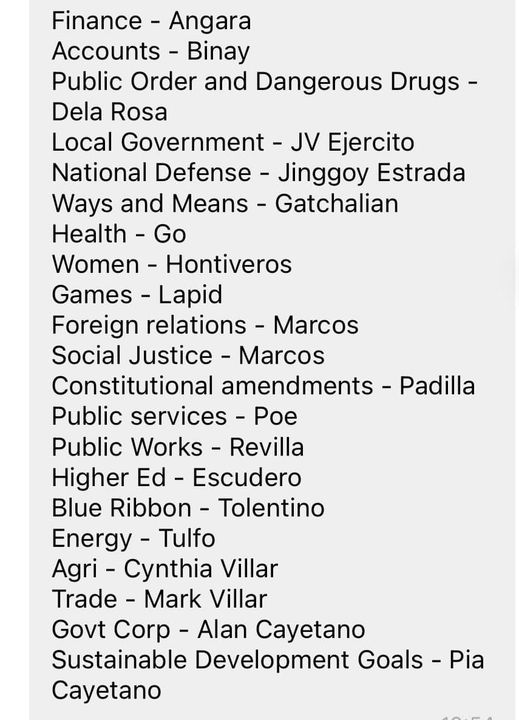 Finance - Angara
Accounts - Binay
Public Order and Dangerous Drugs -
Dela Rosa
Local Government - JV Ejercito
National Defense - Jinggoy Estrada
Ways and Means - Gatchalian
Health - Go
Women - Hontiveros
Games - Lapid
Foreign relations - Marcos
Social Justice - Marcos
Constitutional amendments - Padilla
Public services - Poe
Public Works - Revilla
Higher Ed - Escudero
Blue Ribbon - Tolentino
Energy - Tulfo
Agri - Cynthia Villar
Trade - Mark Villar
Govt Corp - Alan Cayetano
Sustainable Development Goals - Pia
Cayetano